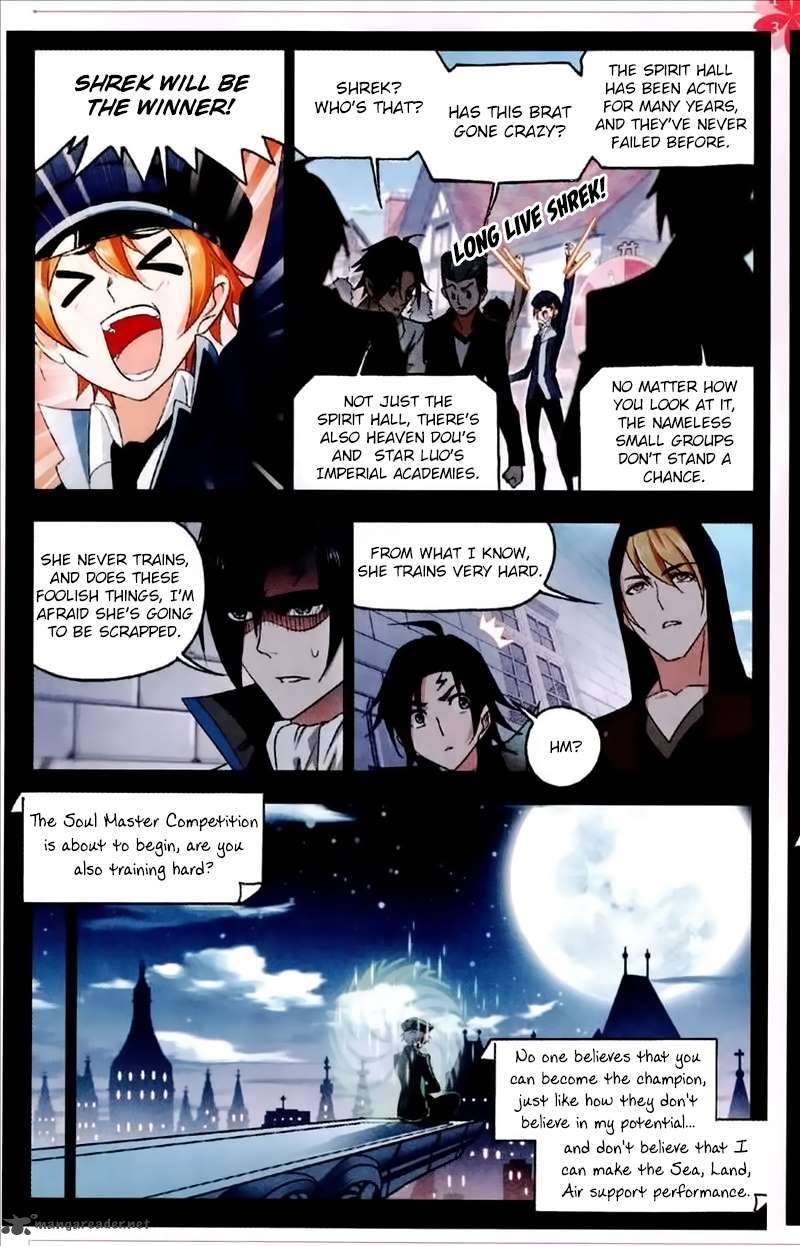 1
3
SHREK WILL BE
THE WINNER!
SHREK?
WHO'S THAT?
HAS THIS BRAT
GONE CRAZY?
THE SPIRIT HALL
HAS BEEN ACTIVE
FOR MANY YEARS,
AND THEY'VE NEVER
FAILED BEFORE.
LONG LIVE SHREK!
NOT JUST THE
SPIRIT HALL, THERE'S
ALSO HEAVEN DOU'S
AND STAR LUO'S
IMPERIAL ACADEMIES.
NO MATTER HOW
YOU LOOK AT IT,
THE NAMELESS
SMALL GROUPS
DON'T STAND A
CHANCE.
SHE NEVER TRAINS,
AND DOES THESE
FOOLISH THINGS, I'M
AFRAID SHE'S GOING
TO BE SCRAPPED.
FROM WHAT I KNOW,
SHE TRAINS VERY HARD.
HM?
The Soul Master Competition
is about to begin, are you
also training hard?
No one believes that you
can become the champion,
just like how they don't
believe in my potential...
and don't believe that I
can make the Sea, Land,
Air support performance.
mangareader.net